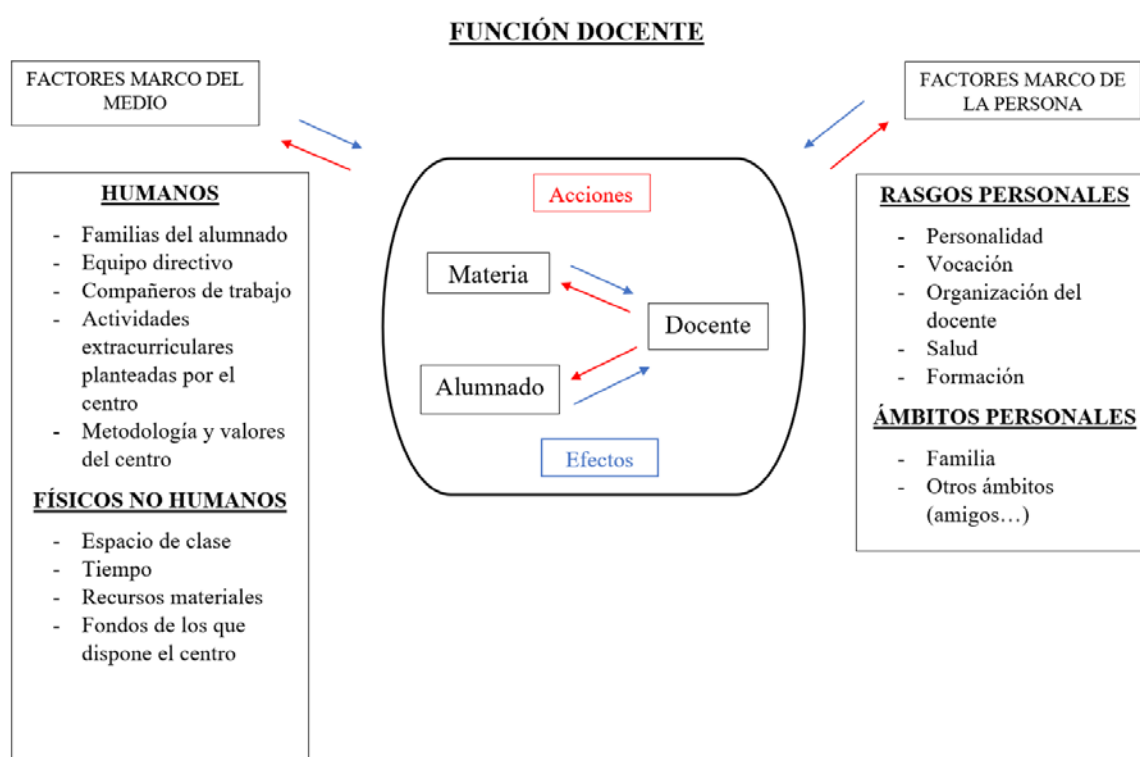 FUNCIÓN DOCENTE
FACTORES MARCO DEL
MEDIO
HUMANOS
- Familias del alumnado
- Equipo directivo
- Compañeros de trabajo
- Actividades
extracurriculares
planteadas por el
centro
- Metodología y valores
del centro
FÍSICOS NO HUMANOS
- Espacio de clase
- Tiempo
- Recursos materiales
- Fondos de los que
dispone el centro
Acciones
Materia
Docente
Alumnado
Efectos
FACTORES MARCO DE
LA PERSONA
RASGOS PERSONALES
- Personalidad
- Vocación
- Organización del
docente
- Salud
- Formación
ÁMBITOS PERSONALES
- Familia
- Otros ámbitos
(amigos…)